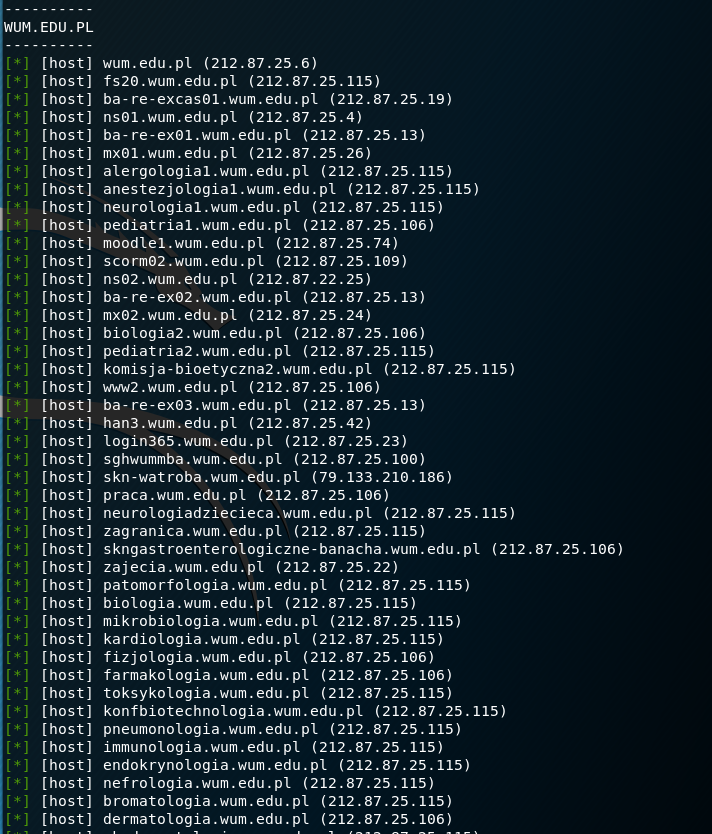 ----------
WUM.EDU.PL
----------
[*] [host] wum.edu.pl (212.87.25.6)
[*] [host] fs20.wum.edu.pl (212.87.25.115)
[*] [host] ba-re-excas01.wum.edu.pl (212.87.25.19)
[*] [host] ns01.wum.edu.pl (212.87.25.4)
[*] [host] ba-re-ex01.wum.edu.pl (212.87.25.13)
[*] [host] mx01.wum.edu.pl (212.87.25.26)
[*] [host] alergologia1.wum.edu.pl (212.87.25.115)
[*] [host] anestezjologia1.wum.edu.pl (212.87.25.115)
[*] [host] neurologia1.wum.edu.pl (212.87.25.115)
[*] [host] pediatria1.wum.edu.pl (212.87.25.106)
[*] [host] moodle1.wum.edu.pl (212.87.25.74)
[*] [host] scorm02.wum.edu.pl (212.87.25.109)
[*] [host] ns02.wum.edu.pl (212.87.22.25)
[*] [host] ba-re-ex02.wum.edu.pl (212.87.25.13)
[*] [host] mx02.wum.edu.pl (212.87.25.24)
[*] [host] biologia2.wum.edu.pl (212.87.25.106)
[*] [host] pediatria2.wum.edu.pl (212.87.25.115)
[*] [host] komisja-bioetyczna2.wum.edu.pl (212.87.25.115)
[*] [host] www2.wum.edu.pl (212.87.25.106)
[*] [host] ba-re-ex03.wum.edu.pl (212.87.25.13)
[*] [host] han3.wum.edu.pl (212.87.25.42)
[*] [host] login365.wum.edu.pl (212.87.25.23)
[*] [host] sghwummba.wum.edu.pl (212.87.25.100)
[*] [host] skn-watroba.wum.edu.pl (79.133.210.186)
[*] [host] praca.wum.edu.pl (212.87.25.106)
[*] [host] neurologiadziecieca.wum.edu.pl (212.87.25.115)
[*] [host] zagranica.wum.edu.pl (212.87.25.115)
[*] [host] skngastroenterologiczne-banacha.wum.edu.pl (212.87.25.106)
[*] [host] zajecia.wum.edu.pl (212.87.25.22)
[*] [host] patomorfologia.wum.edu.pl (212.87.25.115)
[*] [host] biologia.wum.edu.pl (212.87.25.115)
[*] [host] mikrobiologia.wum.edu.pl (212.87.25.115)
[*] [host] kardiologia.wum.edu.pl (212.87.25.115)
[*] [host] fizjologia.wum.edu.pl (212.87.25.106)
[*] [host] farmakologia.wum.edu.pl (212.87.25.106)
[*] [host] toksykologia.wum.edu.pl (212.87.25.115)
[*] [host] konfbiotechnologia.wum.edu.pl (212.87.25.115)
[*] [host] pneumonologia.wum.edu.pl (212.87.25.115)
[*] [host] immunologia.wum.edu.pl (212.87.25.115)
[*] [host] endokrynologia.wum.edu.pl (212.87.25.115)
[*] [host] nefrologia.wum.edu.pl (212.87.25.115)
[*] [host] bromatologia.wum.edu.pl (212.87.25.115)
[*] [host] dermatologia.wum.edu.pl (212.87.25.106)